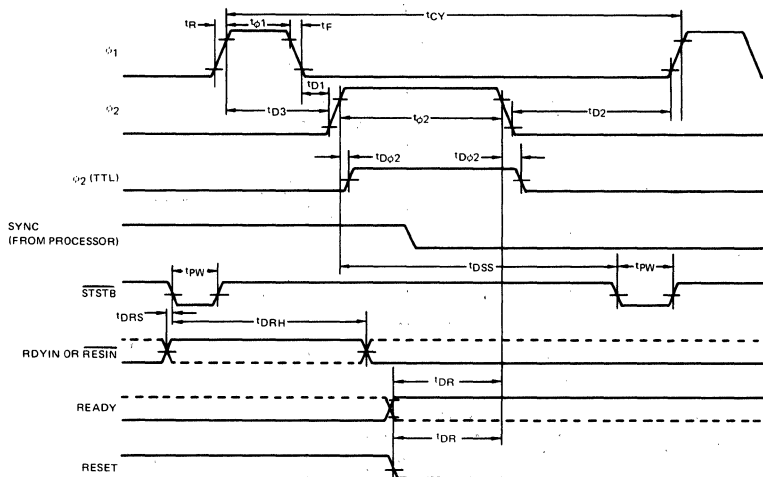 tCY
tR
tϕ1
tF
ϕ1
tD1
ϕ2
tD3
tϕ2
tD2
tDϕ2
tDϕ2
ϕ2 (TTL)
SYNC
(FROM PROCESSOR)
tDSS
tPW
tPW
STSTB
tDRS
tDRH
RDYIN OR RESIN
tDR
READY
tDR
RESET